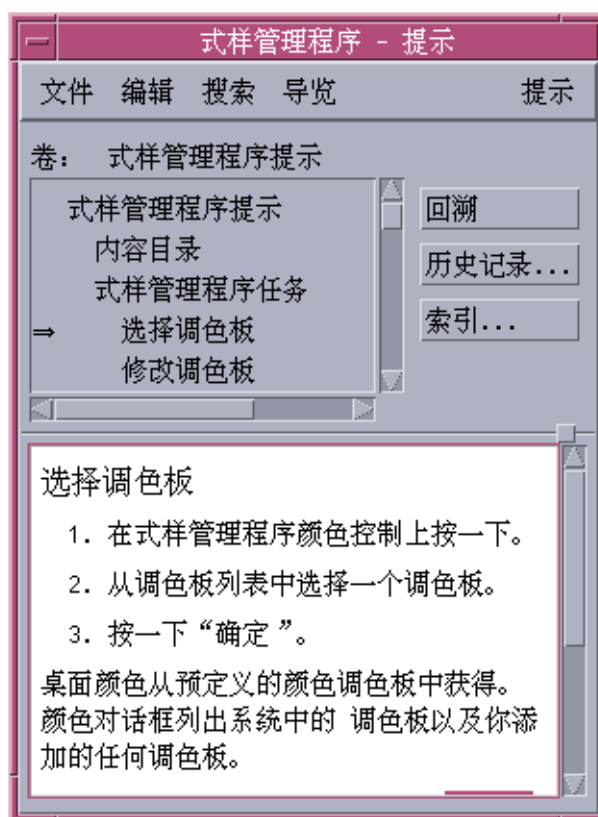 式样管理程序 - 提示
文件 编辑 搜索 导览 提示
卷: 式样管理程序提示
式样管理程序提示
内容目录
式样管理程序任务
⇒ 选择调色板
修改调色板
回溯
历史记录...
索引...
选择调色板
1. 在式样管理程序颜色控制上按一下。
2. 从调色板列表中选择一个调色板。
3. 按一下“确定 ”。
桌面颜色从预定义的颜色调色板中获得。
颜色对话框列出系统中的 调色板以及你添
加的任何调色板。